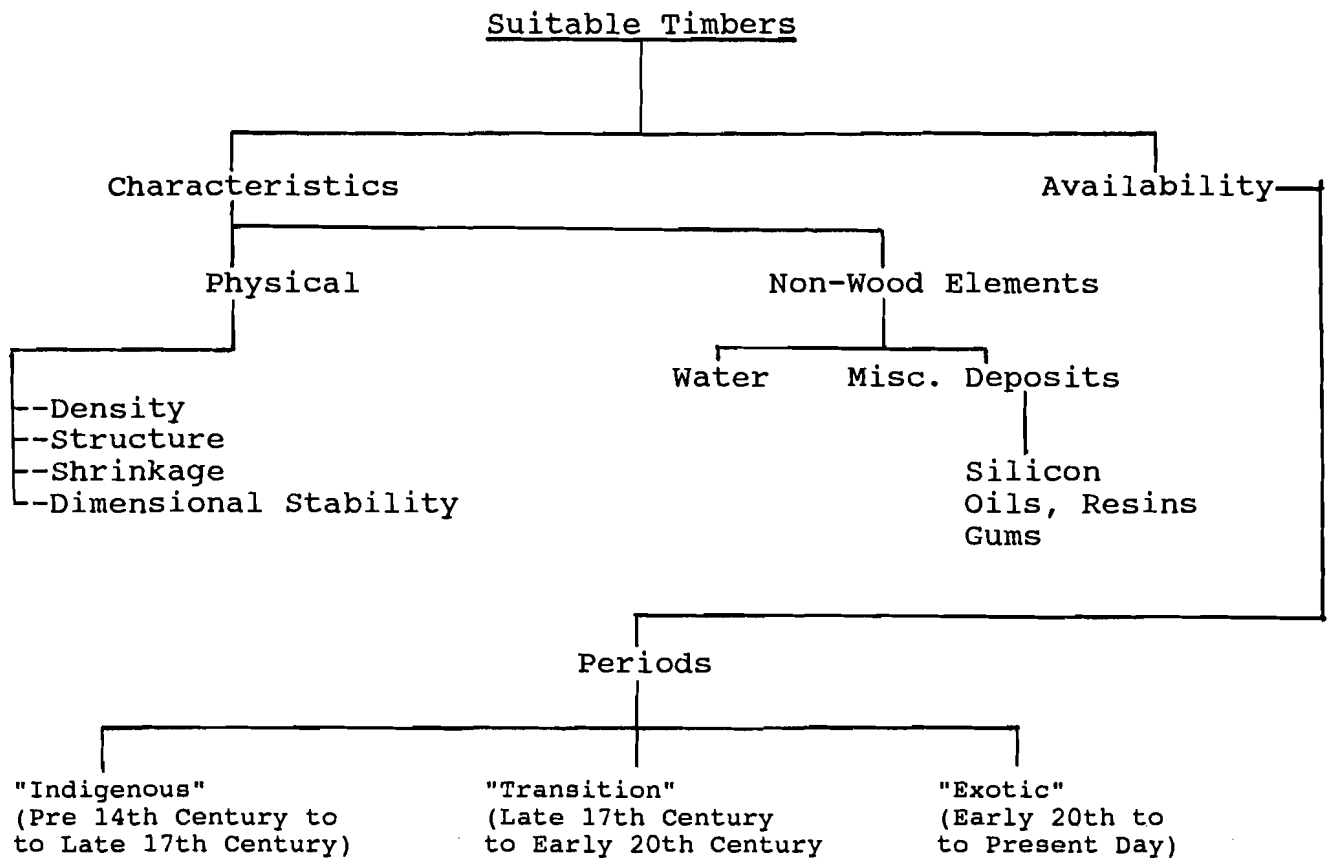 Suitable Timbers
Characteristics
Availability
Physical
Non-Wood Elements
Water
Misc. Deposits
--Density
--Structure
--Shrinkage
--Dimensional Stability
Silicon
Oils, Resins
Gums
Periods
"Indigenous"
(Pre 14th Century to
to Late 17th Century)
"Transition"
(Late 17th Century
to Early 20th Century
"Exotic"
(Early 20th to
to Present Day)